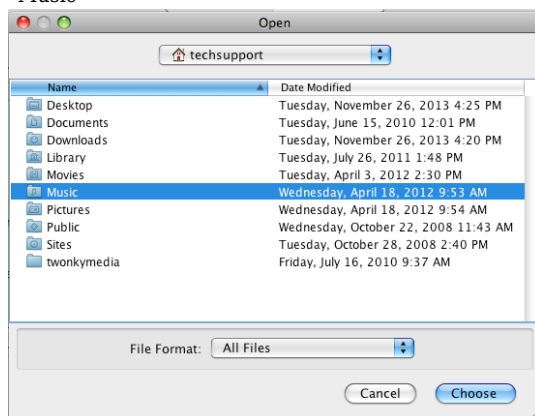 Open
techsupport
Name Date Modified
Desktop Tuesday, November 26, 2013 4:25 PM
Documents Tuesday, June 15, 2010 12:01 PM
Downloads Tuesday, November 26, 2013 4:20 PM
Library Tuesday, July 26, 2011 1:48 PM
Movies Tuesday, April 3, 2012 2:30 PM
Music Wednesday, April 18, 2012 9:53 AM
Pictures Wednesday, April 18, 2012 9:54 AM
Public Wednesday, October 22, 2008 11:43 AM
Sites Tuesday, October 28, 2008 2:40 PM
twonkymedia Friday, July 16, 2010 9:37 AM
File Format: All Files
Cancel Choose